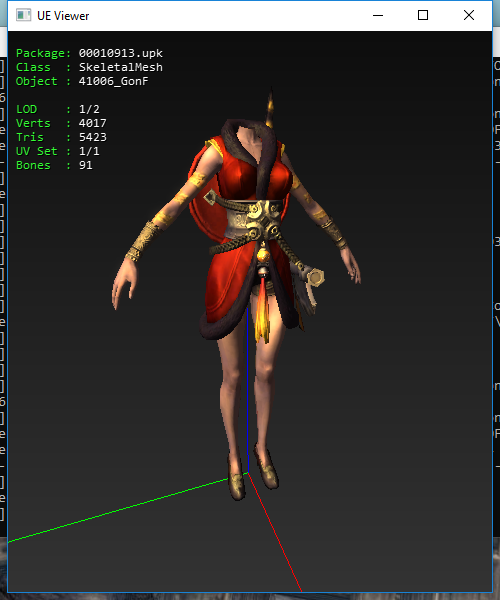 UE Viewer
Package: 00010913.upk
Class : SkeletalMesh
Object : 41006_GonF
LOD : 1/2
Verts : 4017
Tris : 5423
UV Set : 1/1
Bones : 91